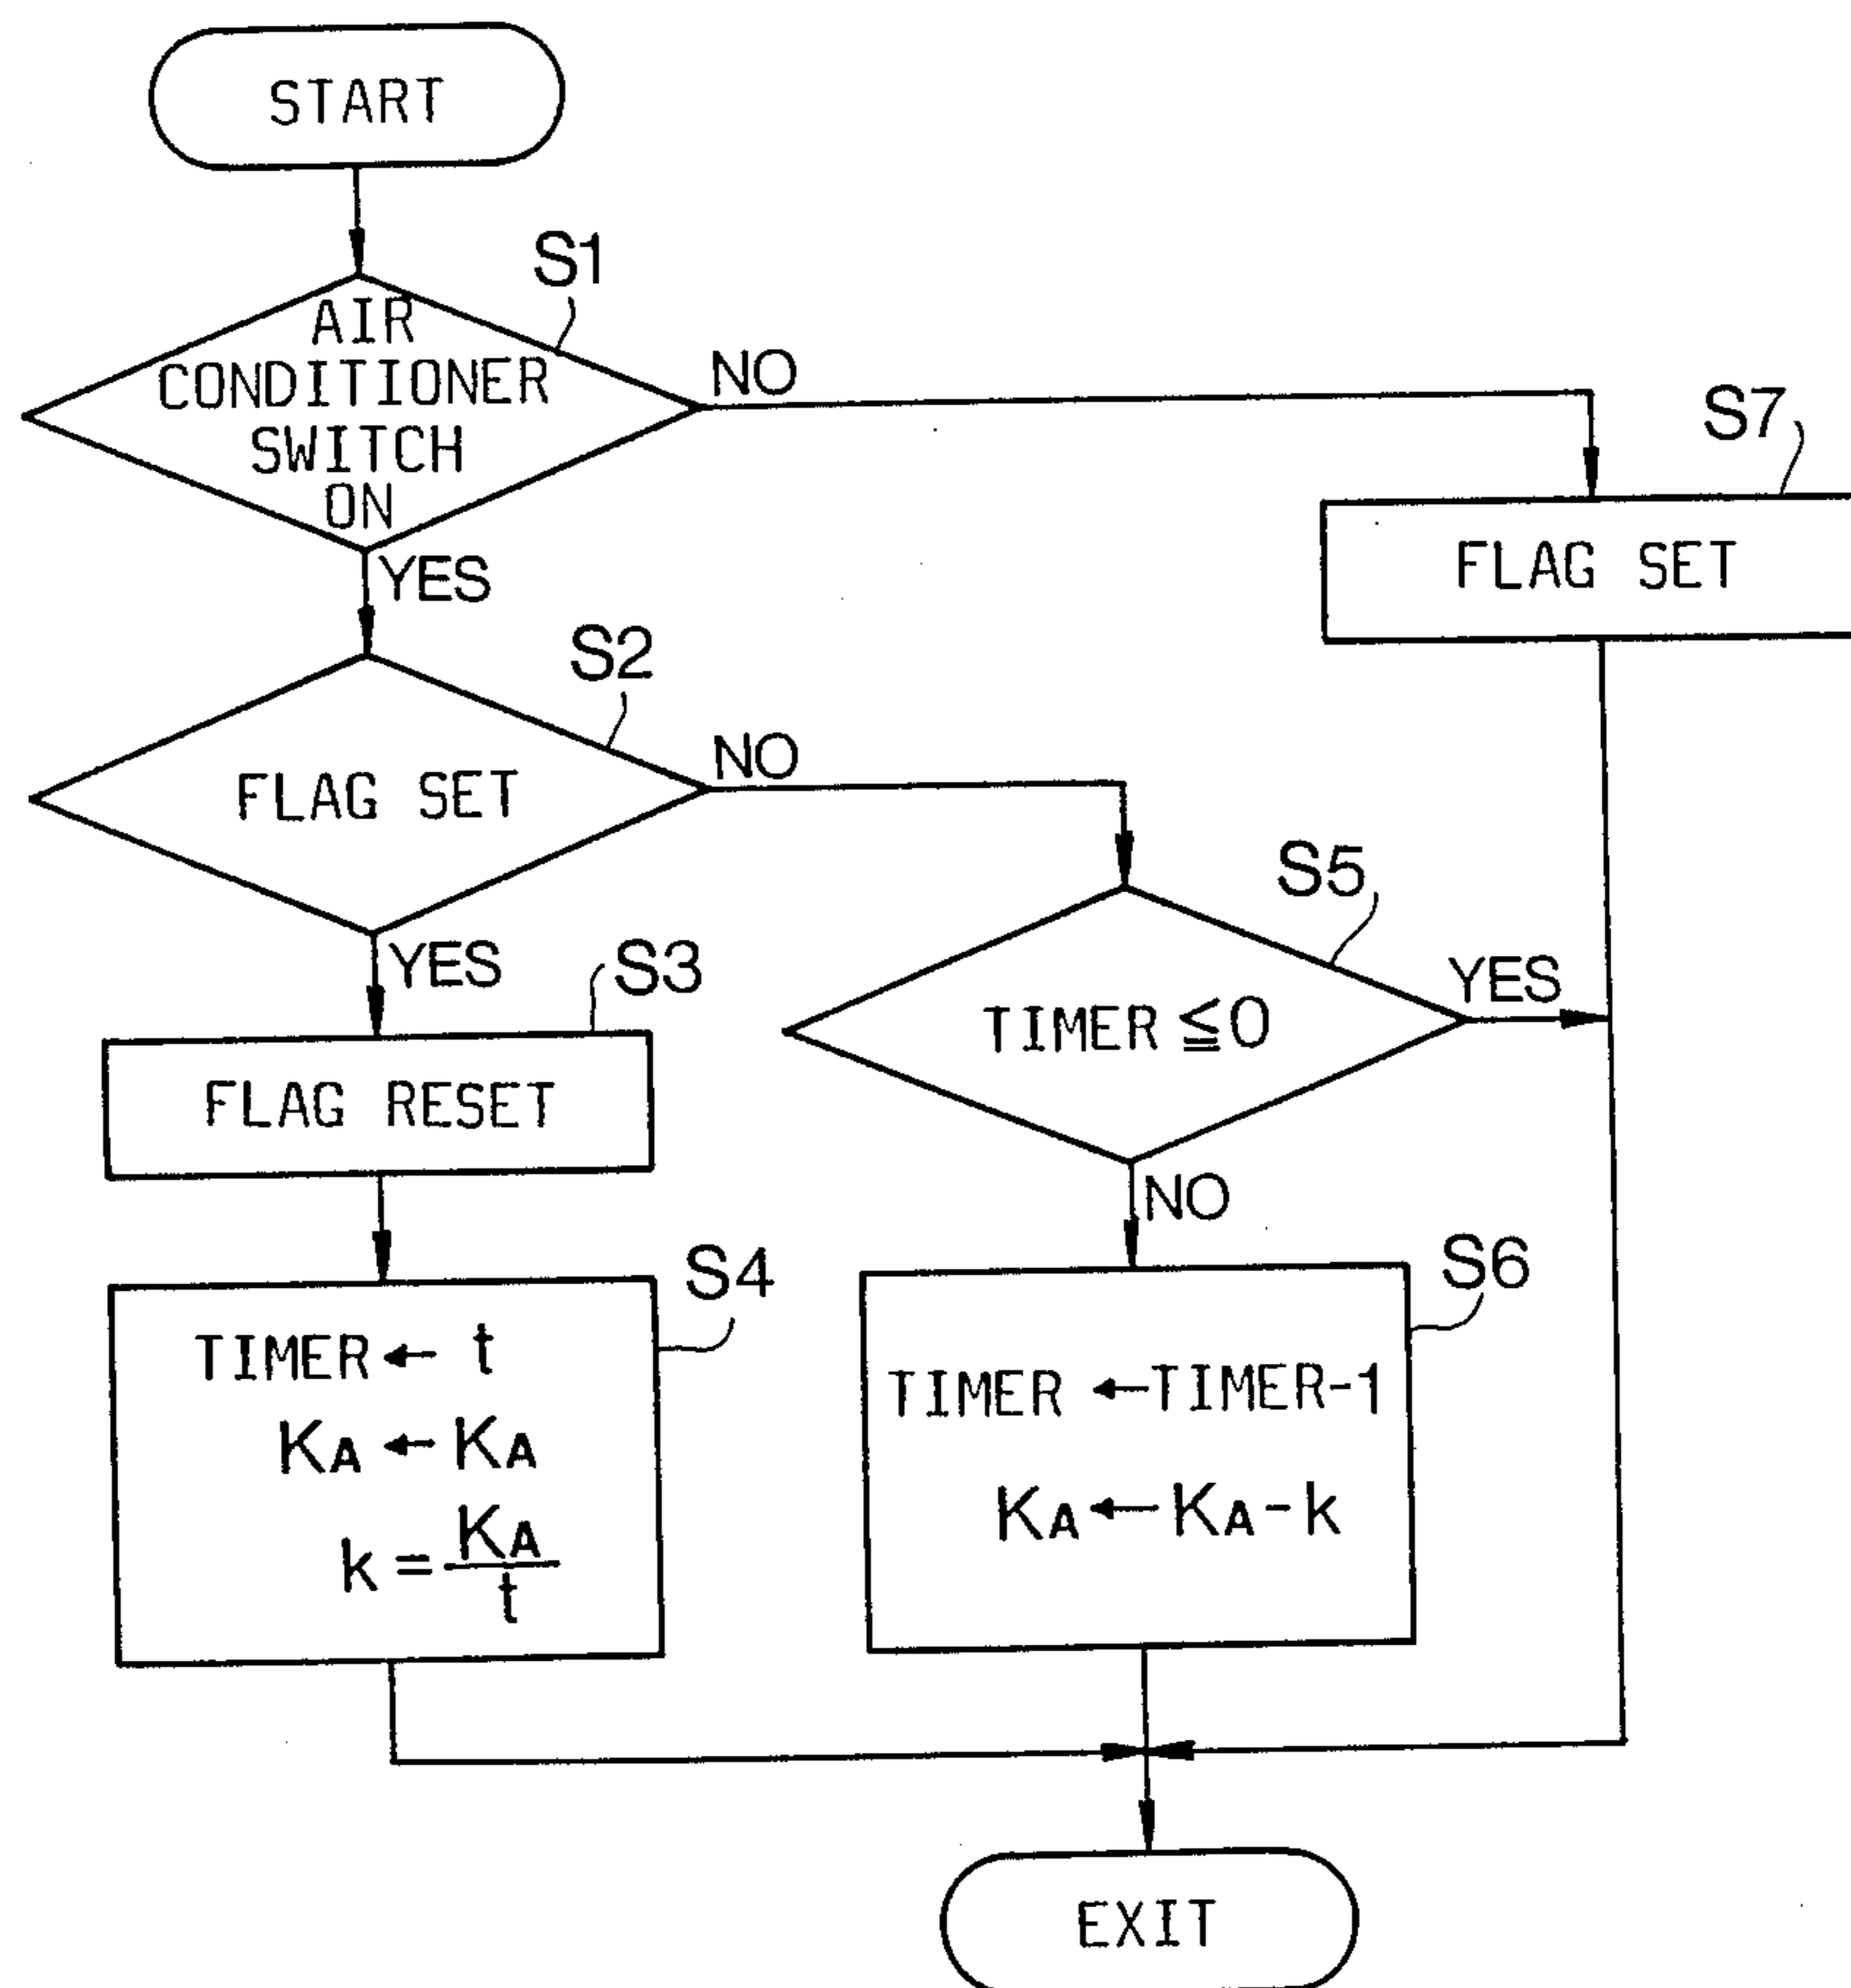 START
S1
AIR
CONDITIONER
SWITCH
ON
NO
YES
S7
FLAG SET
S2
FLAG SET
NO
YES
S5
TIMER ≦0
YES
NO
S3
FLAG RESET
S4
TIMER ← t
KA ← KA
k = KA
t
S6
TIMER ←TIMER-1
KA ← KA-k
EXIT